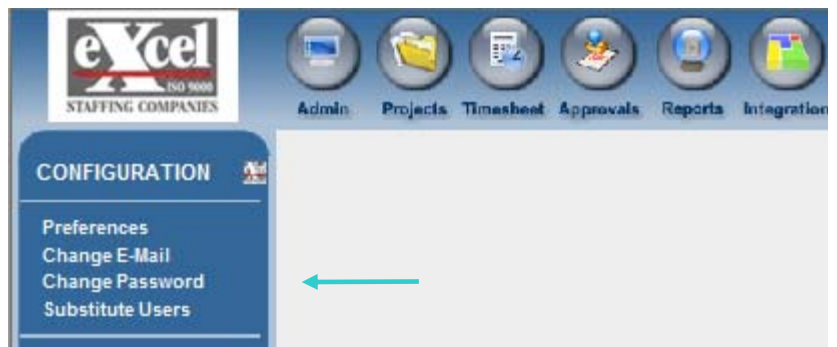 eXcel
ISO 9000
STAFFING COMPANIES
Admin Projects Timesheet Approvals Reports Integration
CONFIGURATION
Preferences
Change E-Mail
Change Password
Substitute Users